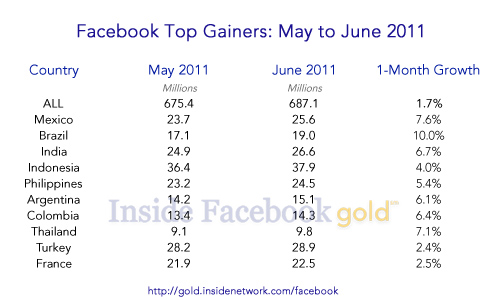 Facebook Top Gainers: May to June 2011
Country May 2011 June 2011 1-Month Growth
Millions Millions
ALL 675.4 687.1 1.7%
Mexico 23.7 25.6 7.6%
Brazil 17.1 19.0 10.0%
India 24.9 26.6 6.7%
Indonesia 36.4 37.9 4.0%
Philippines 23.2 24.5 5.4%
Argentina 14.2 15.1 6.1%
Inside Facebook gold
Colombia 13.4 14.3 6.4%
Thailand 9.1 9.8 7.1%
Turkey 28.2 28.9 2.4%
France 21.9 22.5 2.5%
http://gold.insidenetwork.com/facebook